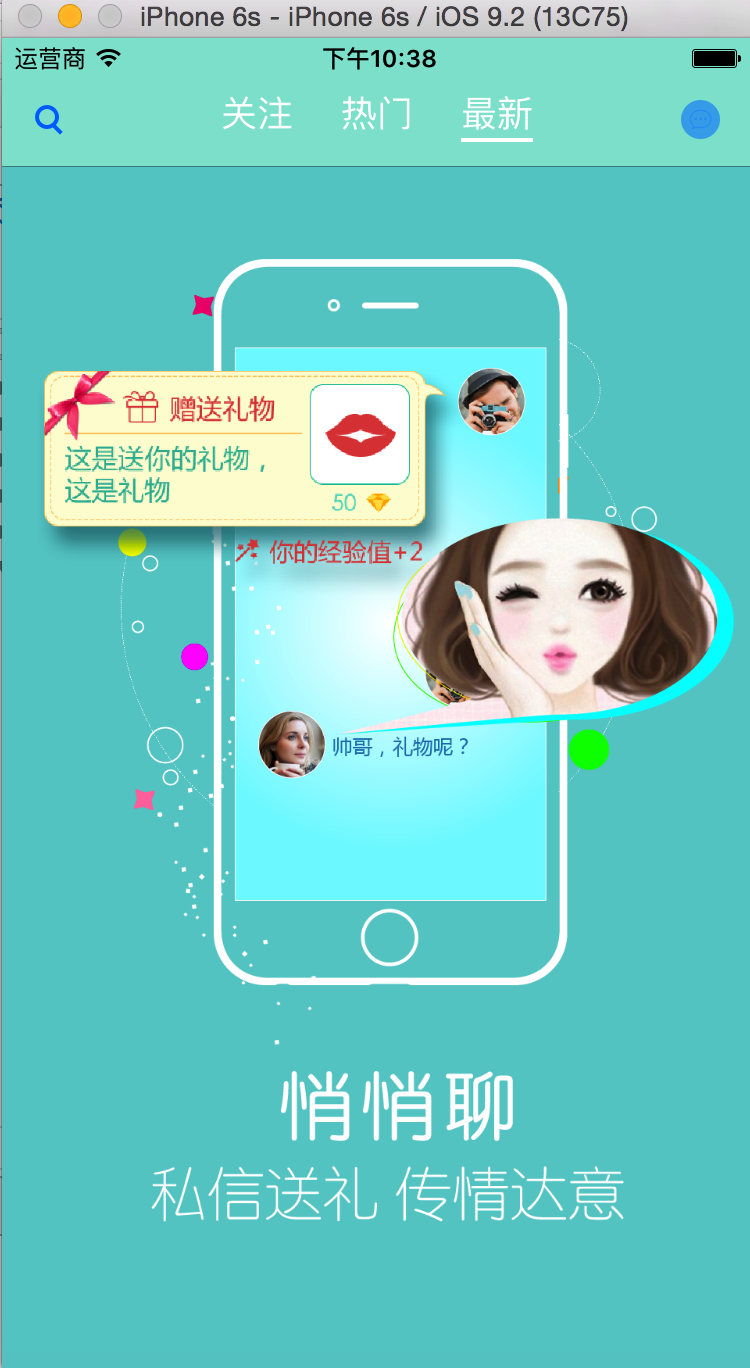 iPhone 6s - iPhone 6s / iOS 9.2 (13C75)
运营商 下午10:38
关注 热门 最新
赠送礼物
这是送你的礼物，
这是礼物
50
你的经验值+2
帅哥，礼物呢？
悄悄聊
私信送礼 传情达意